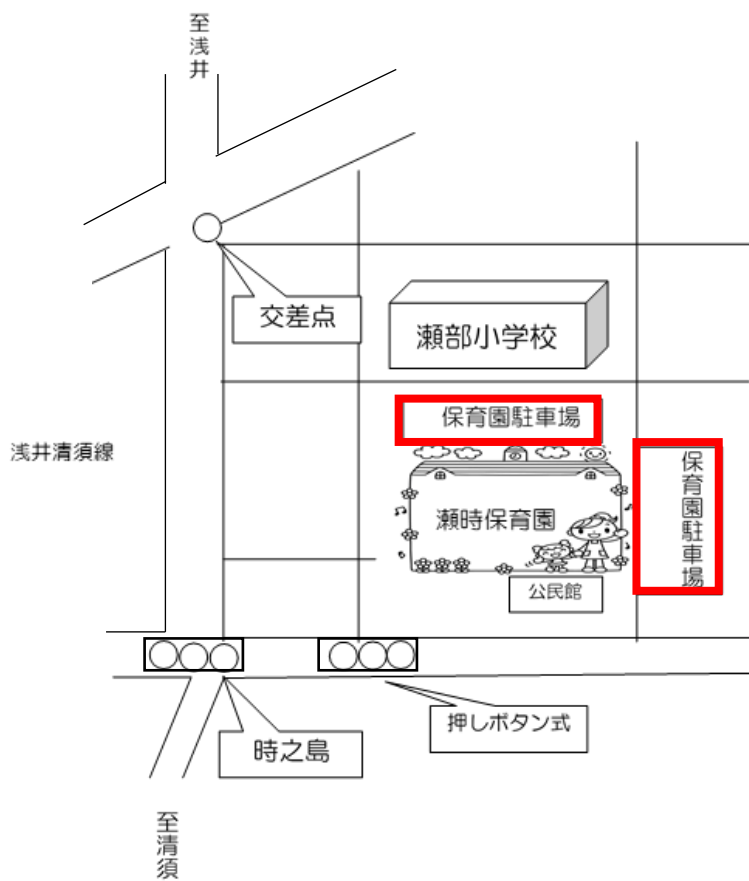 至浅井
交差点
瀬部小学校
保育園駐車場
浅井清須線
保育園駐車場
瀬時保育園
公民館
押しボタン式
時之島
至清須